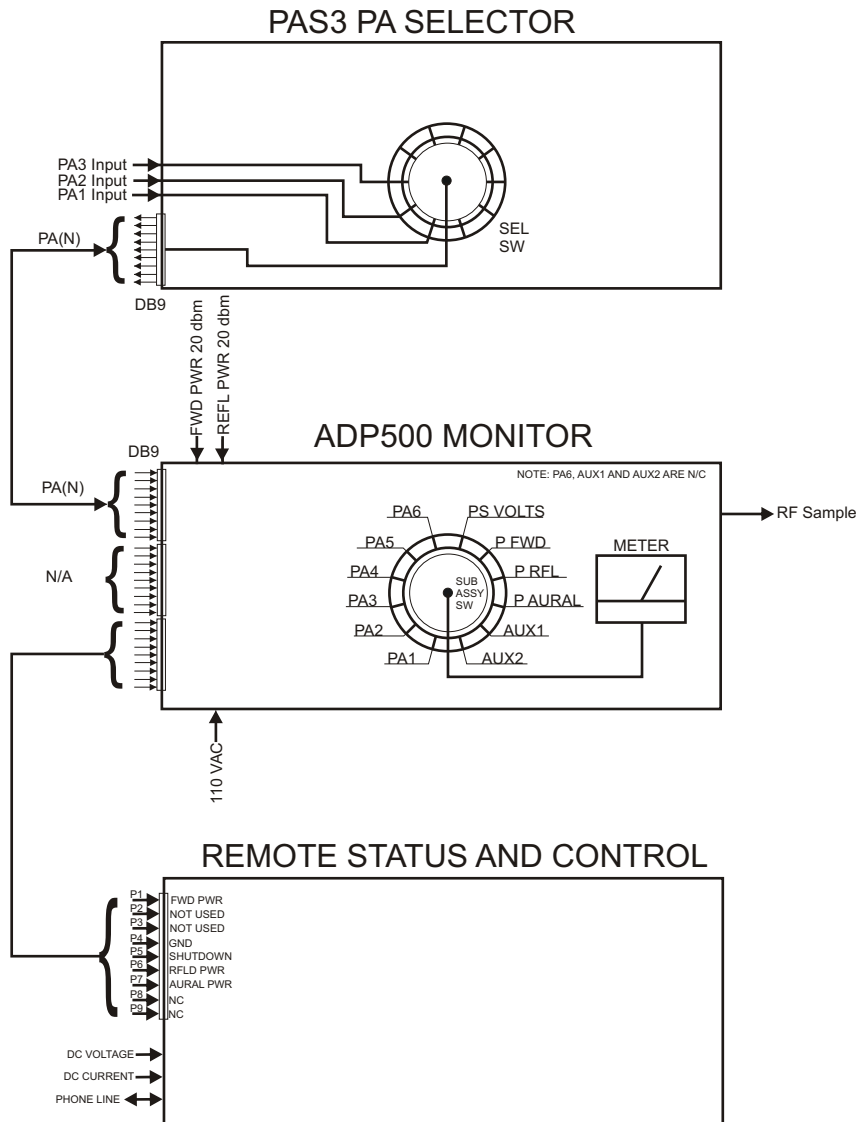 PAS3 PA SELECTOR
PA3 Input
PA2 Input
PA1 Input
SEL
SW
PA(N)
DB9
FWD PWR 20 dbm
REFL PWR 20 dbm
ADP500 MONITOR
DB9
NOTE: PA6, AUX1 AND AUX2 ARE N/C
PA(N)
RF Sample
PA6
PS VOLTS
PA5
P FWD
METER
N/A
PA4
P RFL
SUB
ASSY
SW
PA3
P AURAL
PA2
AUX1
PA1
AUX2
110 VAC
REMOTE STATUS AND CONTROL
P1 FWD PWR
P2 NOT USED
P3 NOT USED
P4 GND
P5 SHUTDOWN
P6 RFLD PWR
P7 AURAL PWR
P8 NC
P9 NC
DC VOLTAGE
DC CURRENT
PHONE LINE